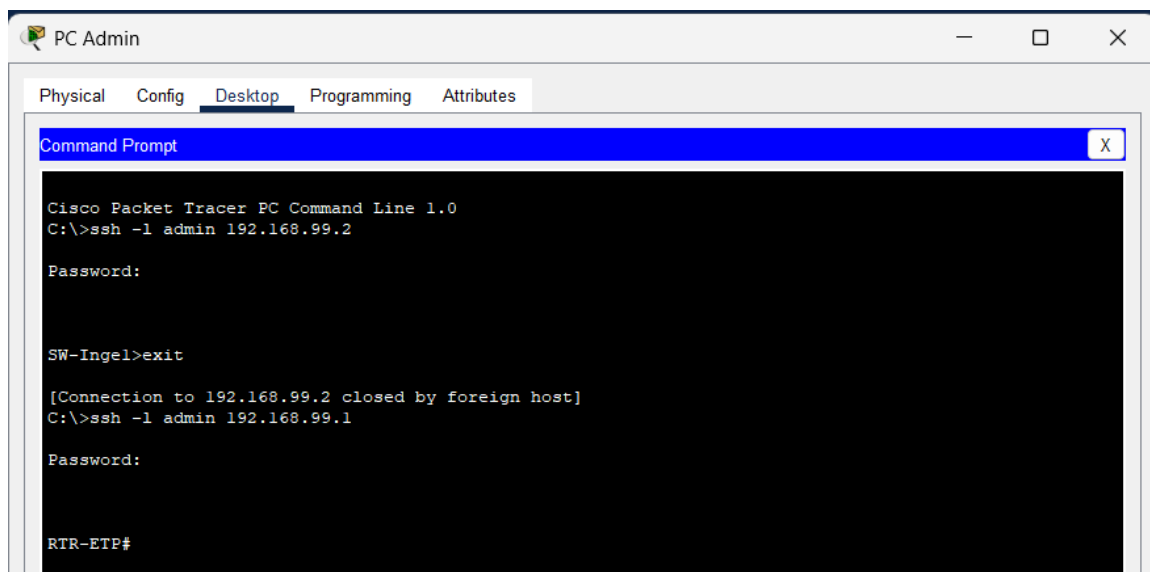 PC Admin
Physical Config Desktop Programming Attributes
Command Prompt X
Cisco Packet Tracer PC Command Line 1.0
C:\>ssh -l admin 192.168.99.2
Password:
SW-Ingel>exit
[Connection to 192.168.99.2 closed by foreign host]
C:\>ssh -l admin 192.168.99.1
Password:
RTR-ETP#